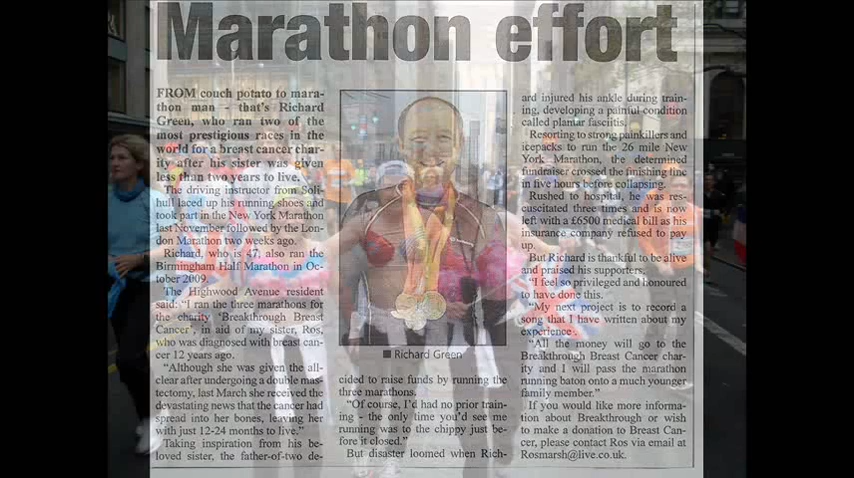 Marathon effort
FROM couch potato to mara-
thon man - that's Richard
Green, who ran two of the
most prestigious races in the
world for a breast cancer char-
ity after his sister was given
less than two years to live.
The driving instructor from Soli-
hull laced up his running shoes and
took part in the New York Marathon
last November followed by the Lon-
don Marathon two weeks ago.
Richard, who is 47, also ran the
Birmingham Half Marathon in Oc-
tober 2009.
The Highwood Avenue resident
said: "I ran the three marathons for
the charity 'Breakthrough Breast
Cancer', in aid of my sister, Ros,
who was diagnosed with breast can-
cer 12 years ago.
"Although she was given the all-
clear after undergoing a double mas-
tectomy, last March she received the
devastating news that the cancer had
spread into her bones, leaving her
with just 12-24 months to live."
Taking inspiration from his be-
loved sister, the father-of-two de-
Richard Green
cided to raise funds by running the
three marathons.
"Of course, I'd had no prior train-
ing - the only time you'd see me
running was to the chippy just be-
fore it closed."
But disaster loomed when Rich-
ard injured his ankle during train-
ing, developing a painful condition
called plantar fasciitis.
Resorting to strong painkillers and
icepacks to run the 26 mile New
York Marathon, the determined
fundraiser crossed the finishing line
in five hours before collapsing.
Rushed to hospital, he was res-
cuscitated three times and is now
left with a £6500 medical bill as his
insurance company refused to pay
up.
But Richard is thankful to be alive
and praised his supporters.
"I feel so privileged and honoured
to have done this.
"My next project is to record a
song that I have written about my
experience.
"All the money will go to the
Breakthrough Breast Cancer char-
ity and I will pass the marathon
running baton onto a much younger
family member."
If you would like more informa-
tion about Breakthrough or wish
to make a donation to Breast Can-
cer, please contact Ros via email at
Rosmarsh@live.co.uk.